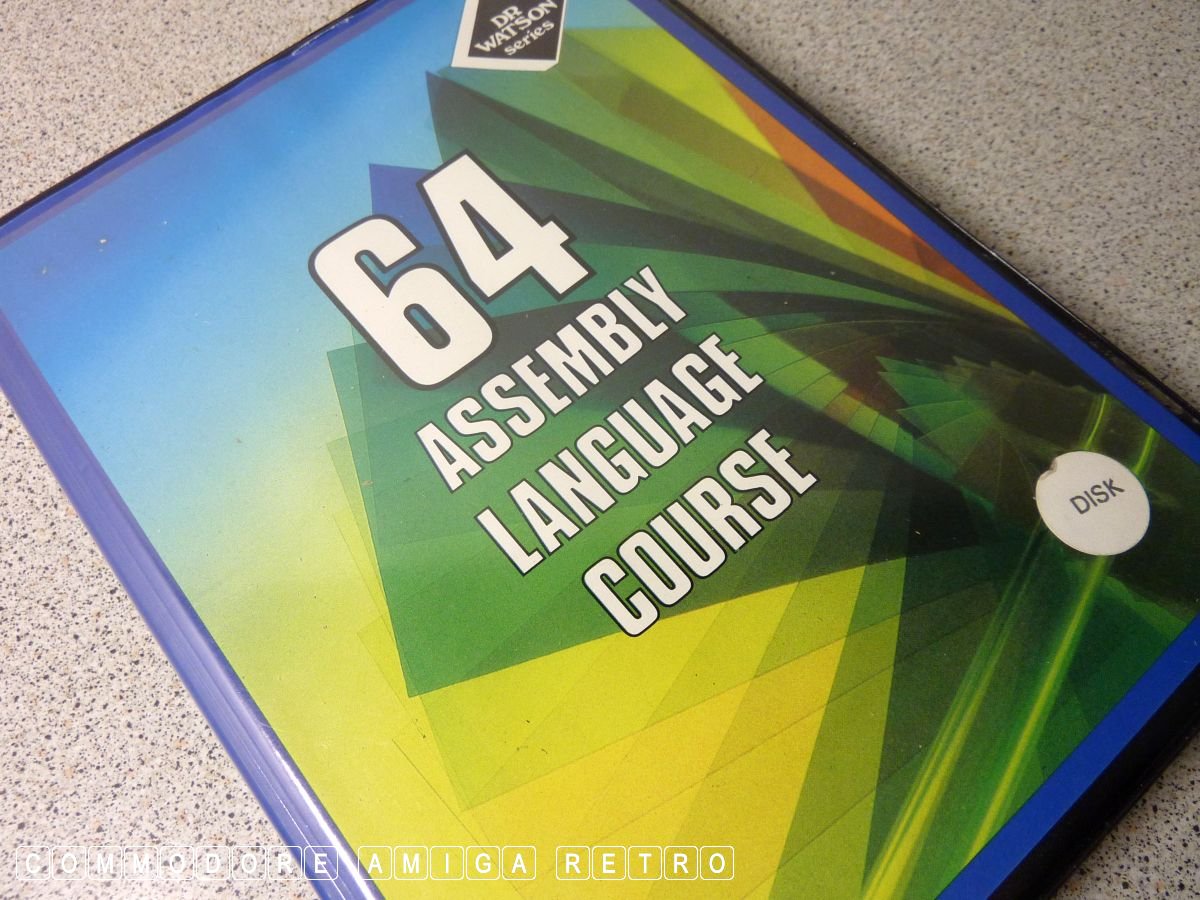 DR
WATSON
series
64
ASSEMBLY
LANGUAGE
COURSE
DISK
COMMODORE AMIGA RETRO